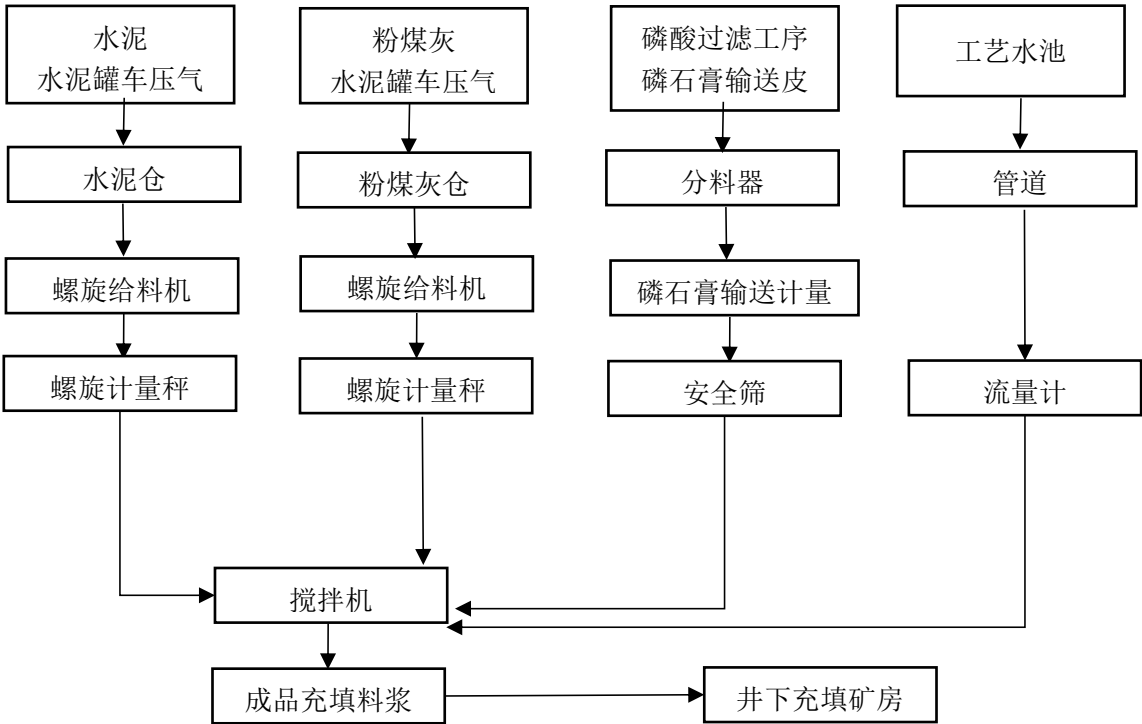 水泥
水泥罐车压气
粉煤灰
水泥罐车压气
磷酸过滤工序
磷石膏输送皮
工艺水池
水泥仓
粉煤灰仓
分料器
管道
螺旋给料机
螺旋给料机
磷石膏输送计量
螺旋计量秤
螺旋计量秤
安全筛
流量计
搅拌机
成品充填料浆
井下充填矿房